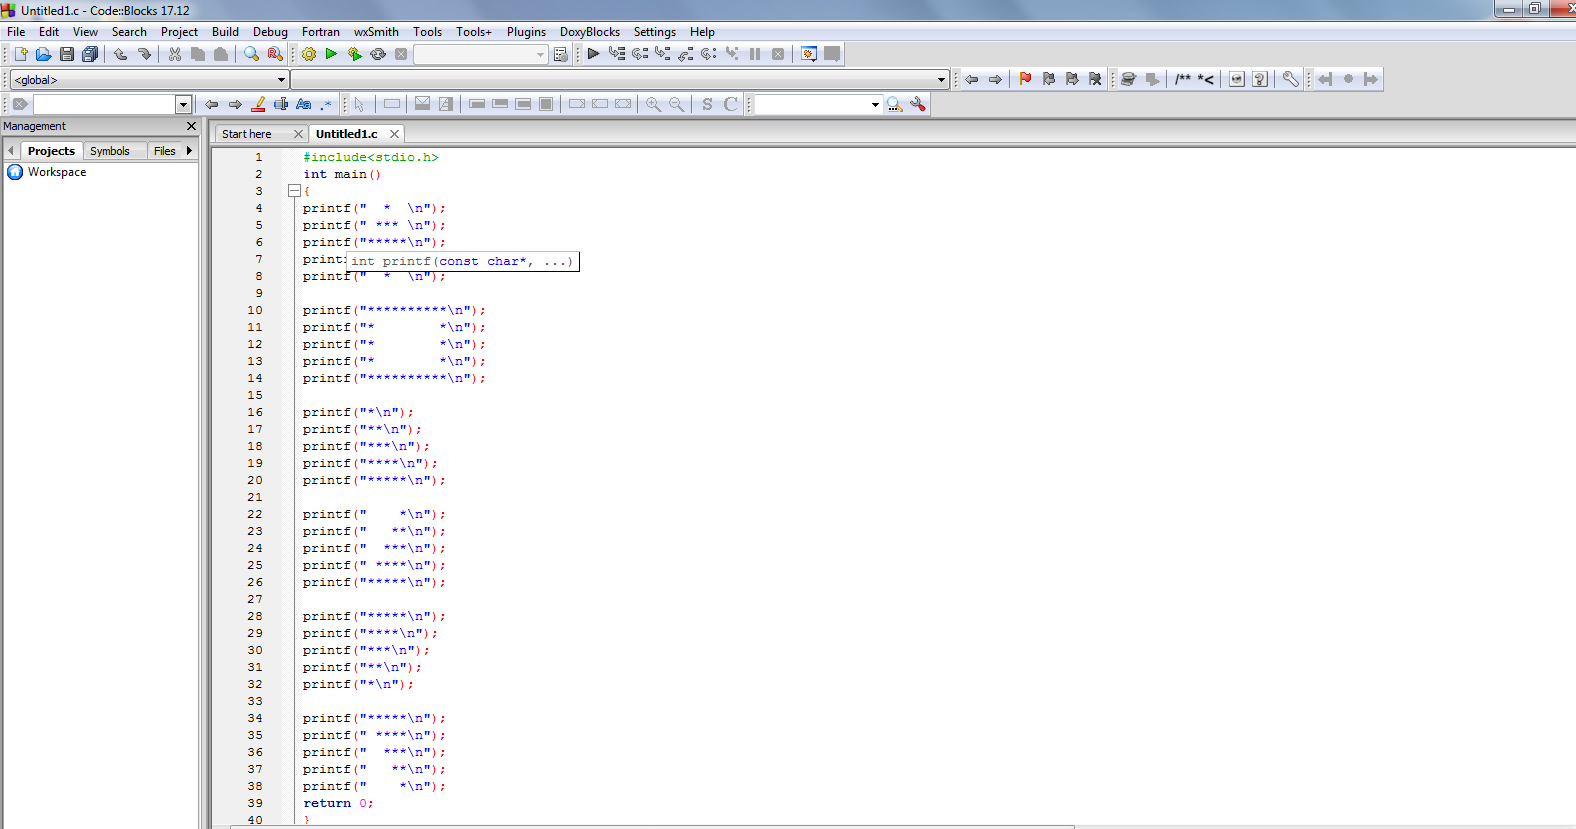 Untitled1.c - Code::Blocks 17.12
File Edit View Search Project Build Debug Fortran wxSmith Tools Tools+ Plugins DoxyBlocks Settings Help
<global>
/** *<
Aa .*
S C
Management
Projects Symbols Files
Workspace
Start here Untitled1.c
1 #include<stdio.h>
2 int main()
3 {
4 printf("  *  \n");
5 printf(" *** \n");
6 printf("*****\n");
7 print
int printf(const char*, ...)
8 printf("  *  \n");
9
10 printf("**********\n");
11 printf("*        *\n");
12 printf("*        *\n");
13 printf("*        *\n");
14 printf("**********\n");
15
16 printf("*\n");
17 printf("**\n");
18 printf("***\n");
19 printf("****\n");
20 printf("*****\n");
21
22 printf("    *\n");
23 printf("   **\n");
24 printf("  ***\n");
25 printf(" ****\n");
26 printf("*****\n");
27
28 printf("*****\n");
29 printf("****\n");
30 printf("***\n");
31 printf("**\n");
32 printf("*\n");
33
34 printf("*****\n");
35 printf(" ****\n");
36 printf("  ***\n");
37 printf("   **\n");
38 printf("    *\n");
39 return 0;
40 }